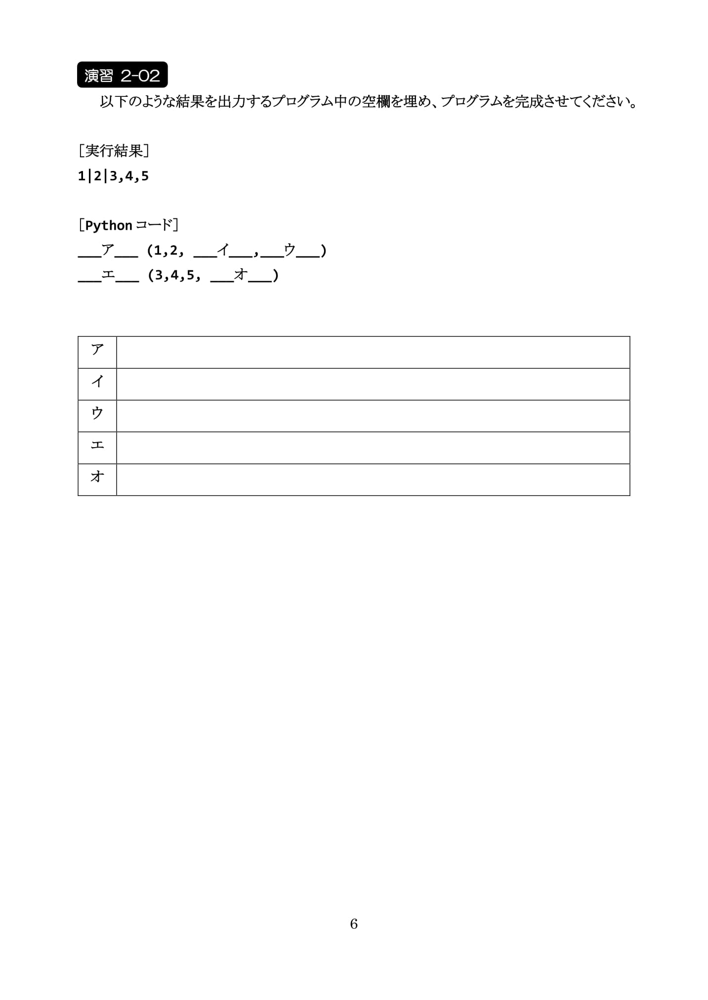 演習 2-02
以下のような結果を出力するプログラム中の空欄を埋め、プログラムを完成させてください。
[実行結果]
1|2|3,4,5
[Python コード]
___ア___ (1,2, ___イ___,___ウ___)
___エ___ (3,4,5, ___オ___)
ア
イ
ウ
エ
オ
6